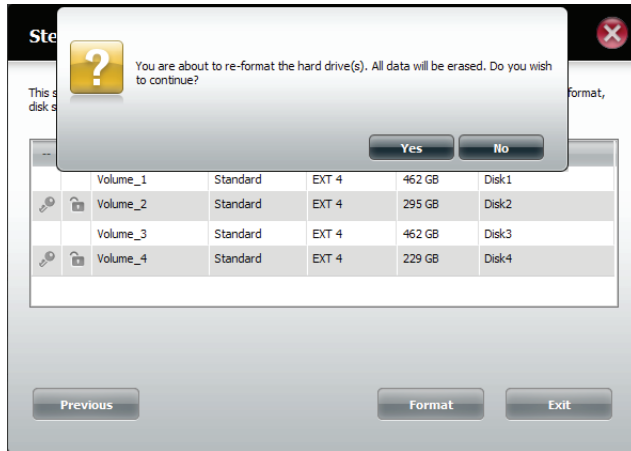 Ste
?
You are about to re-format the hard drive(s). All data will be erased. Do you wish
to continue?
This s
format,
disk s
Yes No
--
Volume_1 Standard EXT 4 462 GB Disk1
Volume_2 Standard EXT 4 295 GB Disk2
Volume_3 Standard EXT 4 462 GB Disk3
Volume_4 Standard EXT 4 229 GB Disk4
Previous Format Exit